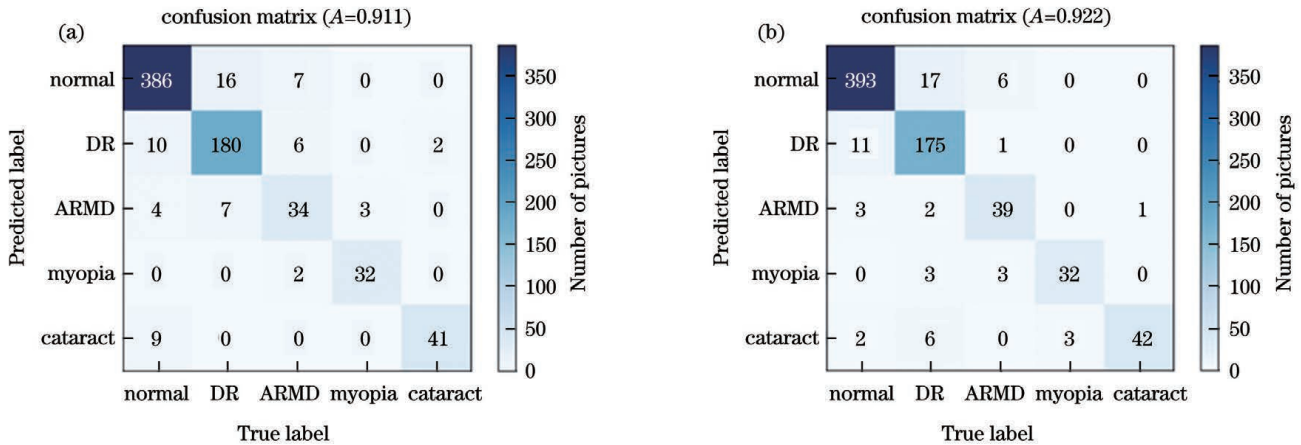 (a)
confusion matrix (A=0.911)
normal 386 16 7 0 0
DR 10 180 6 0 2
ARMD 4 7 34 3 0
myopia 0 0 2 32 0
cataract 9 0 0 0 41
normal DR ARMD myopia cataract
True label
Predicted label
350
300
250
200
150
100
50
0
Number of pictures
(b)
confusion matrix (A=0.922)
normal 393 17 6 0 0
DR 11 175 1 0 0
ARMD 3 2 39 0 1
myopia 0 3 3 32 0
cataract 2 6 0 3 42
normal DR ARMD myopia cataract
True label
Predicted label
350
300
250
200
150
100
50
0
Number of pictures